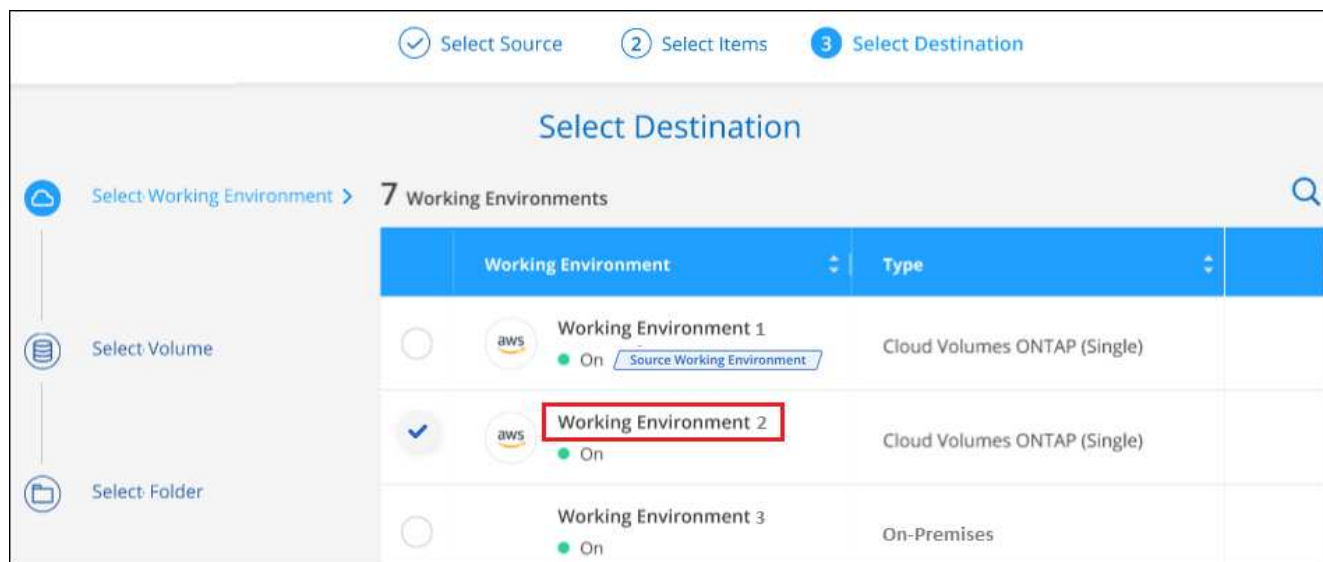 Select Source
2 Select Items
3 Select Destination
Select Destination
Select Working Environment >
7 Working Environments
Working Environment
Type
aws
Working Environment 1
On
Source Working Environment
Cloud Volumes ONTAP (Single)
Select Volume
aws
Working Environment 2
On
Cloud Volumes ONTAP (Single)
Select Folder
Working Environment 3
On
On-Premises